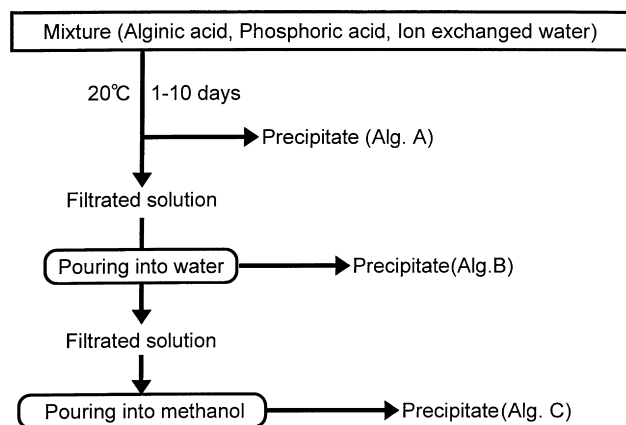 Mixture (Alginic acid, Phosphoric acid, Ion exchanged water)
20℃ 1-10 days
Precipitate (Alg. A)
Filtrated solution
Pouring into water
Precipitate(Alg.B)
Filtrated solution
Pouring into methanol
Precipitate(Alg. C)